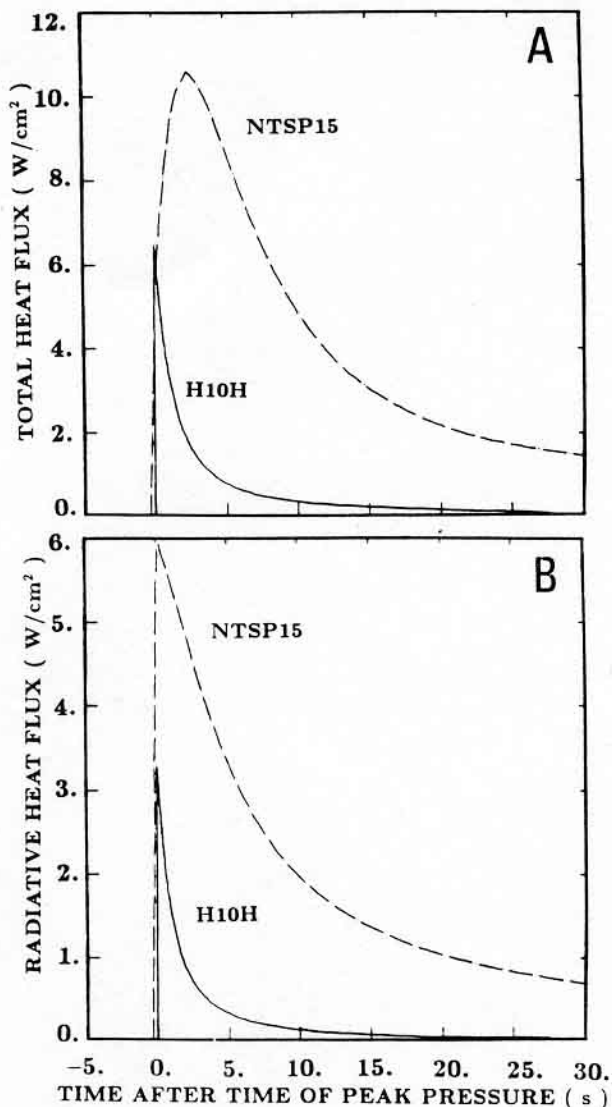 12.
A
10.
NTSP15
8.
6.
4.
H10H
2.
0.
TOTAL HEAT FLUX ( W/cm² )
6.
B
5.
NTSP15
4.
3.
2.
H10H
1.
0.
RADIATIVE HEAT FLUX ( W/cm² )
−5. 0. 5. 10. 15. 20. 25. 30.
TIME AFTER TIME OF PEAK PRESSURE ( s )